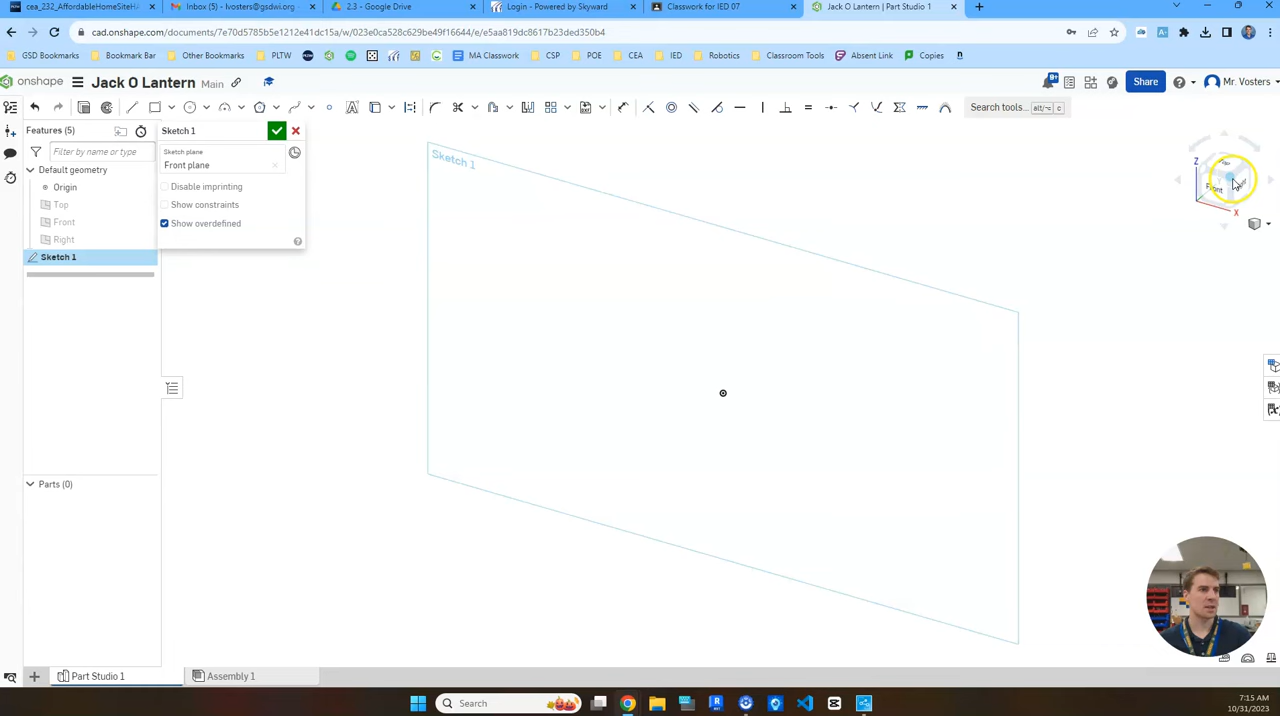 cea_232_AffordableHomeSiteHA
Inbox (5) - lvosters@gsdwi.org
2.3 - Google Drive
Login - Powered by Skyward
Classwork for IED 07
Jack O Lantern | Part Studio 1
cad.onshape.com/documents/7e70d5785b5e1212e41dc15a/w/023e0ca528c629be49f16644/e/e5aa819dc8617b23ded350b4
GSD Bookmarks
Bookmark Bar
Other Bookmarks
PLTW
MA Classwork
CSP
POE
CEA
IED
Robotics
Classroom Tools
Absent Link
Copies
onshape
Jack O Lantern Main
9+
Share
Mr. Vosters
Search tools... alt/⌥ c
Features (5)
Filter by name or type
Default geometry
Origin
Top
Front
Right
Sketch 1
Sketch 1
Sketch plane
Front plane
Disable imprinting
Show constraints
Show overdefined
Sketch 1
Z
Front
X
Parts (0)
Part Studio 1
Assembly 1
Search
7:15 AM
10/31/2023